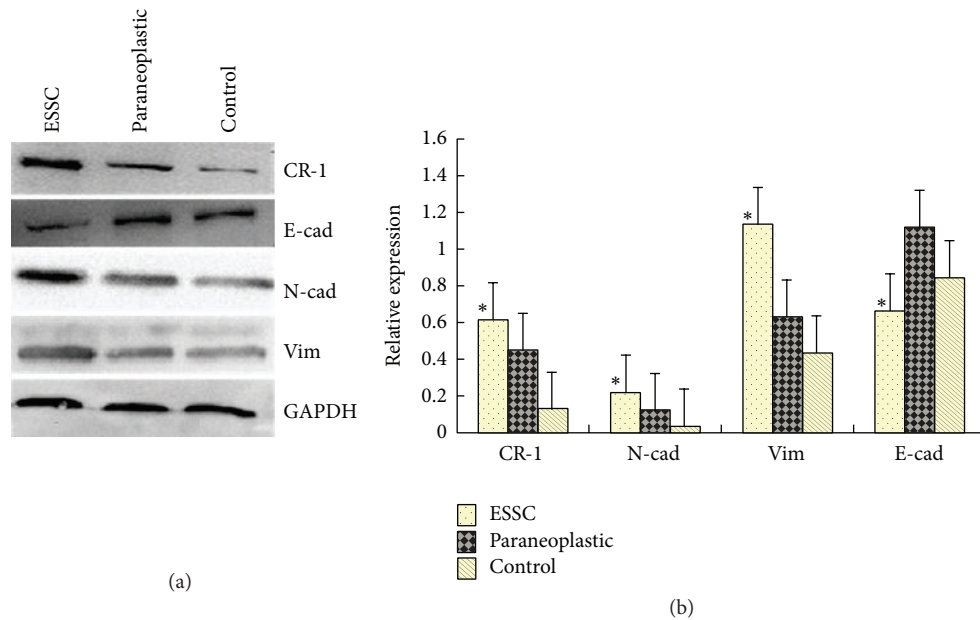 ESSC
Paraneoplastic
Control
CR-1
E-cad
N-cad
Vim
GAPDH
(a)
Relative expression
1.6
1.4
1.2
1
0.8
0.6
0.4
0.2
0
*
*
*
*
CR-1 N-cad Vim E-cad
ESSC
Paraneoplastic
Control
(b)